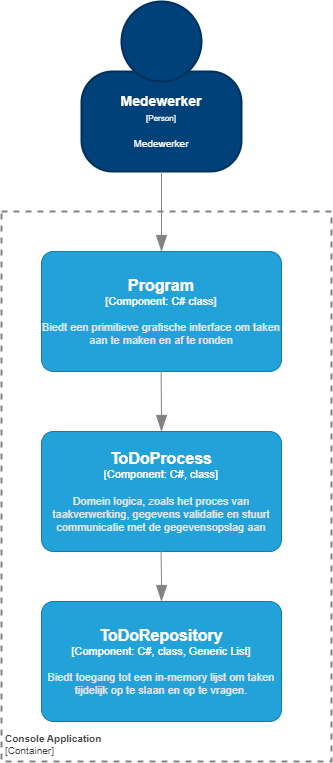 Medewerker
[Person]
Medewerker
Program
[Component: C# class]
Biedt een primitieve grafische interface om taken
aan te maken en af te ronden
ToDoProcess
[Component: C#, class]
Domein logica, zoals het proces van
taakverwerking, gegevens validatie en stuurt
communicatie met de gegevensopslag aan
ToDoRepository
[Component: C#, class, Generic List]
Biedt toegang tot een in-memory lijst om taken
tijdelijk op te slaan en op te vragen.
Console Application
[Container]